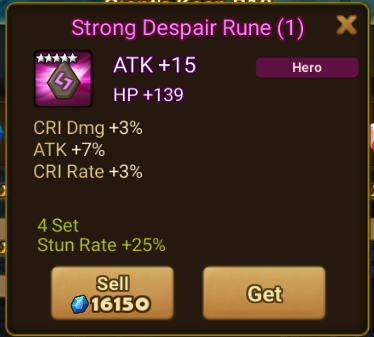 Strong Despair Rune (1)
ATK +15
Hero
HP +139
CRI Dmg +3%
ATK +7%
CRI Rate +3%
4 Set
Stun Rate +25%
Sell
16150
Get